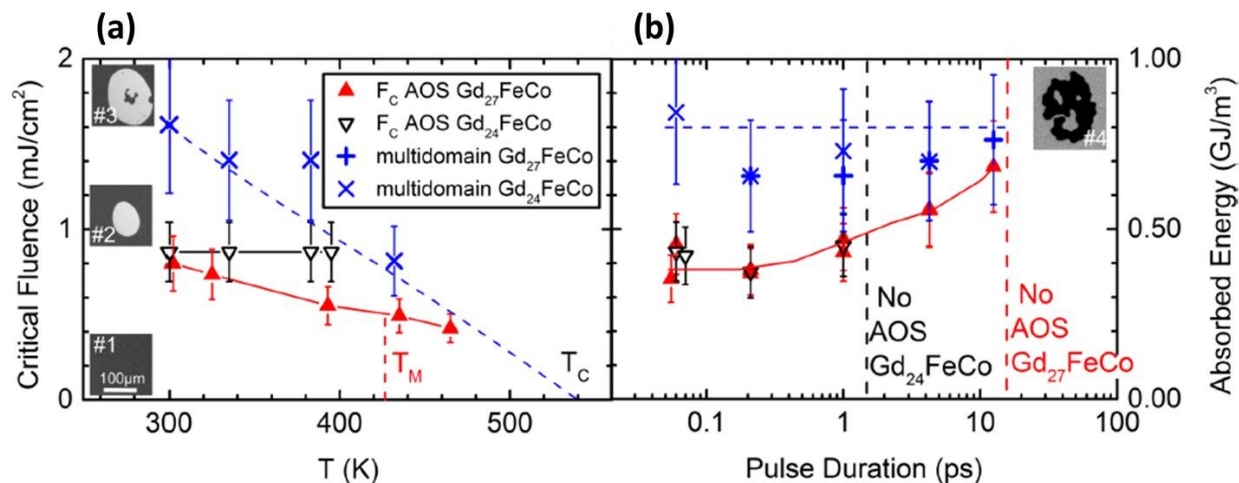 (a)
(b)
Critical Fluence (mJ/cm²)
2
1
0
#3
#2
#1
100µm
F_C AOS Gd₂₇FeCo
F_C AOS Gd₂₄FeCo
multidomain Gd₂₇FeCo
multidomain Gd₂₄FeCo
T_M
T_C
300
400
500
T (K)
#4
No
AOS
Gd₂₄FeCo
No
AOS
Gd₂₇FeCo
0.1
1
10
100
Pulse Duration (ps)
1.00
0.50
0.00
Absorbed Energy (GJ/m³)